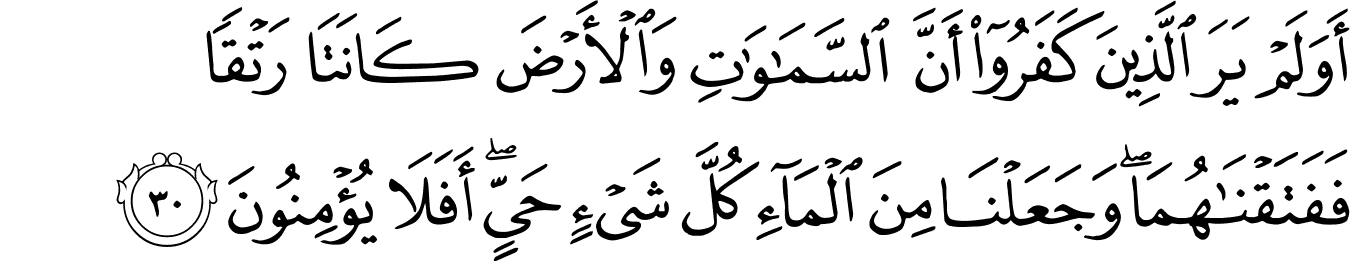 أَوَلَمۡ يَرَ ٱلَّذِينَ كَفَرُوٓاْ أَنَّ ٱلسَّمَٰوَٰتِ وَٱلۡأَرۡضَ كَانَتَا رَتۡقٗا
فَفَتَقۡنَٰهُمَاۖ وَجَعَلۡنَا مِنَ ٱلۡمَآءِ كُلَّ شَيۡءٍ حَيٍّۖ أَفَلَا يُؤۡمِنُونَ ٣٠